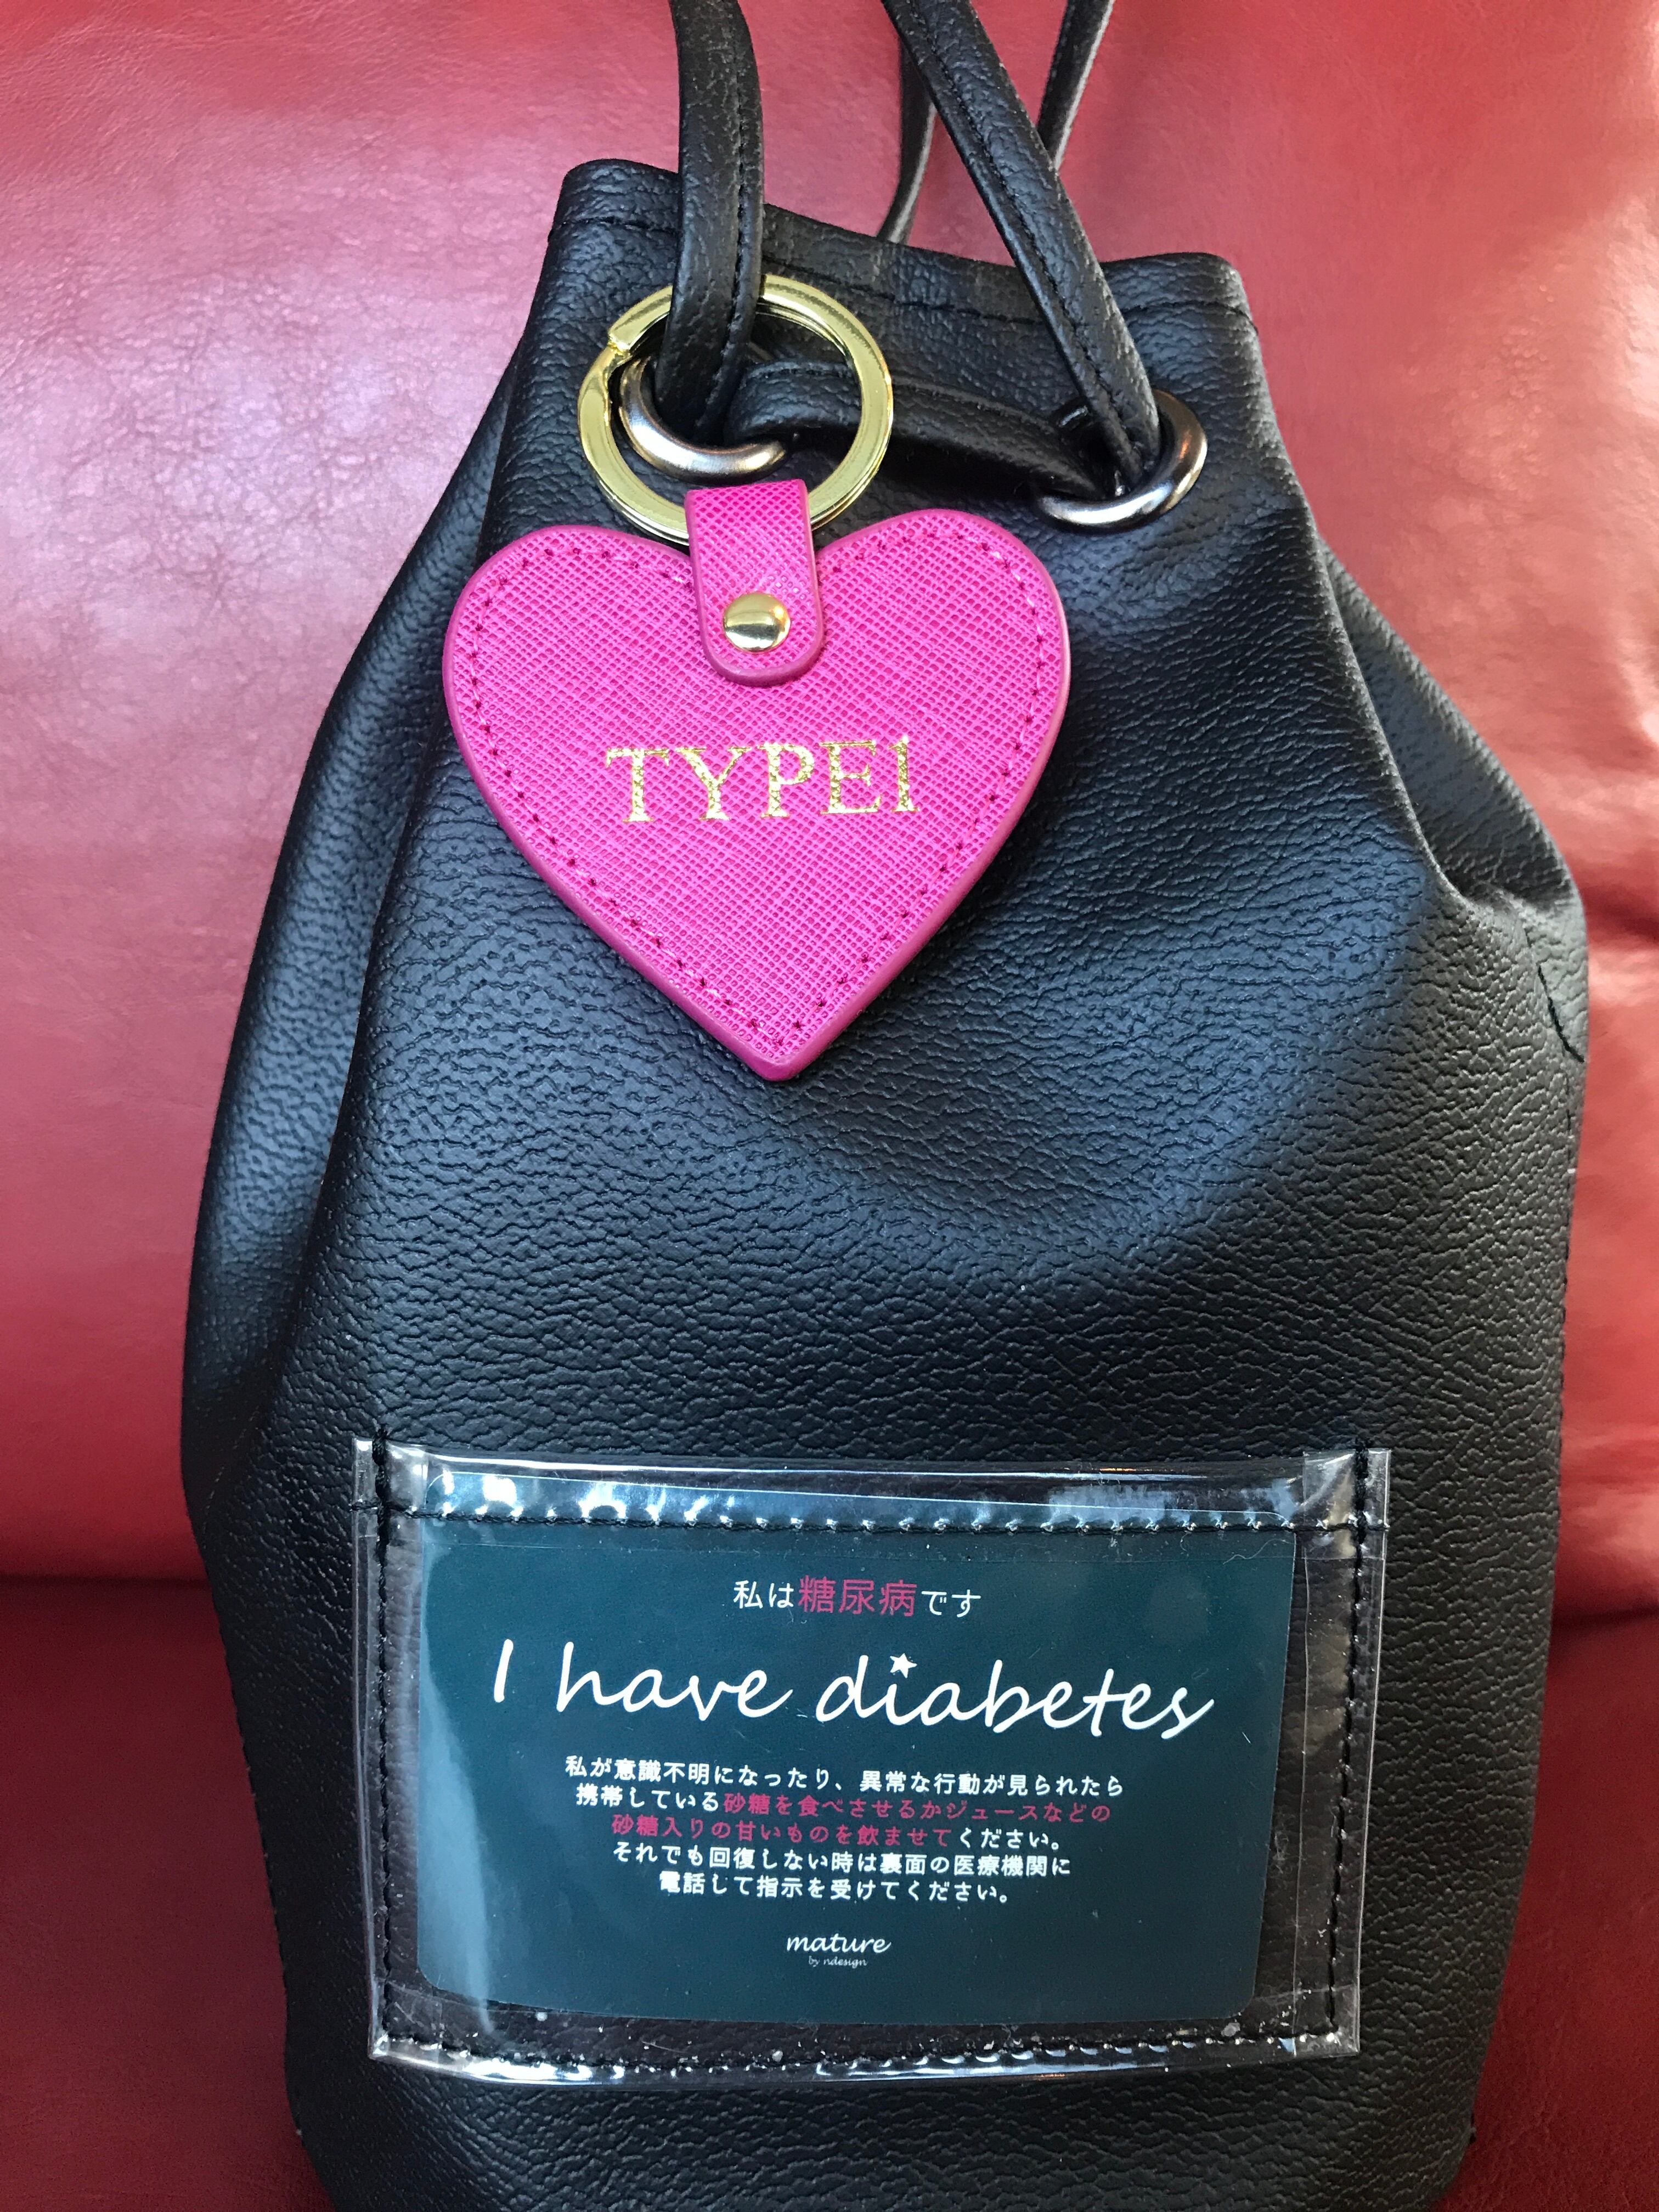 TYPE1
私は糖尿病です
I have diabetes
私が意識不明になったり、異常な行動が見られたら
携帯している砂糖を食べさせるかジュースなどの
砂糖入りの甘いものを飲ませてください。
それでも回復しない時は裏面の医療機関に
電話して指示を受けてください。
mature
by ndesign